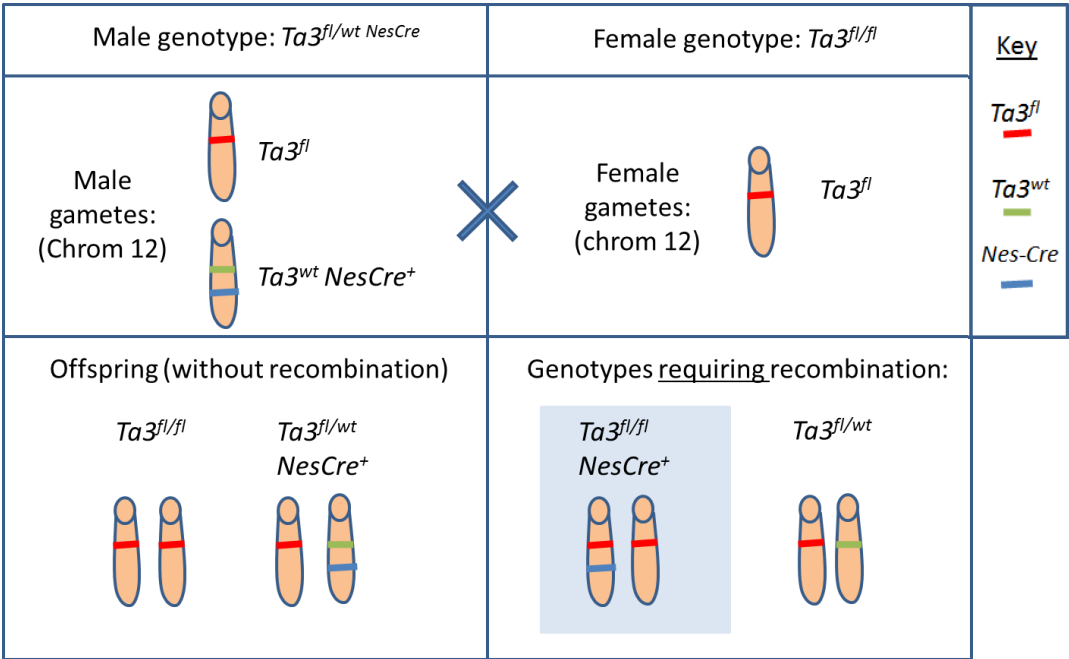 Male genotype: Ta3fl/wt NesCre
Female genotype: Ta3fl/fl
Key
Ta3fl
Ta3wt
Nes-Cre
Male
gametes:
(Chrom 12)
Ta3fl
Ta3wt NesCre+
Female
gametes:
(chrom 12)
Ta3fl
Offspring (without recombination)
Ta3fl/fl
Ta3fl/wt
NesCre+
Genotypes requiring recombination:
Ta3fl/fl
NesCre+
Ta3fl/wt